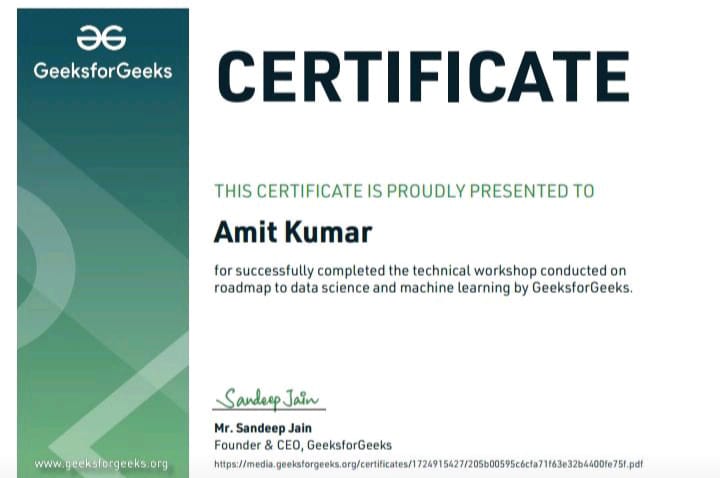 GeeksforGeeks
CERTIFICATE
THIS CERTIFICATE IS PROUDLY PRESENTED TO
Amit Kumar
for successfully completed the technical workshop conducted on
roadmap to data science and machine learning by GeeksforGeeks.
Sandeep Jain
Mr. Sandeep Jain
Founder & CEO, GeeksforGeeks
www.geeksforgeeks.org
https://media.geeksforgeeks.org/certificates/1724915427/205b00595c6cfa71f63e32b4400fe75f.pdf